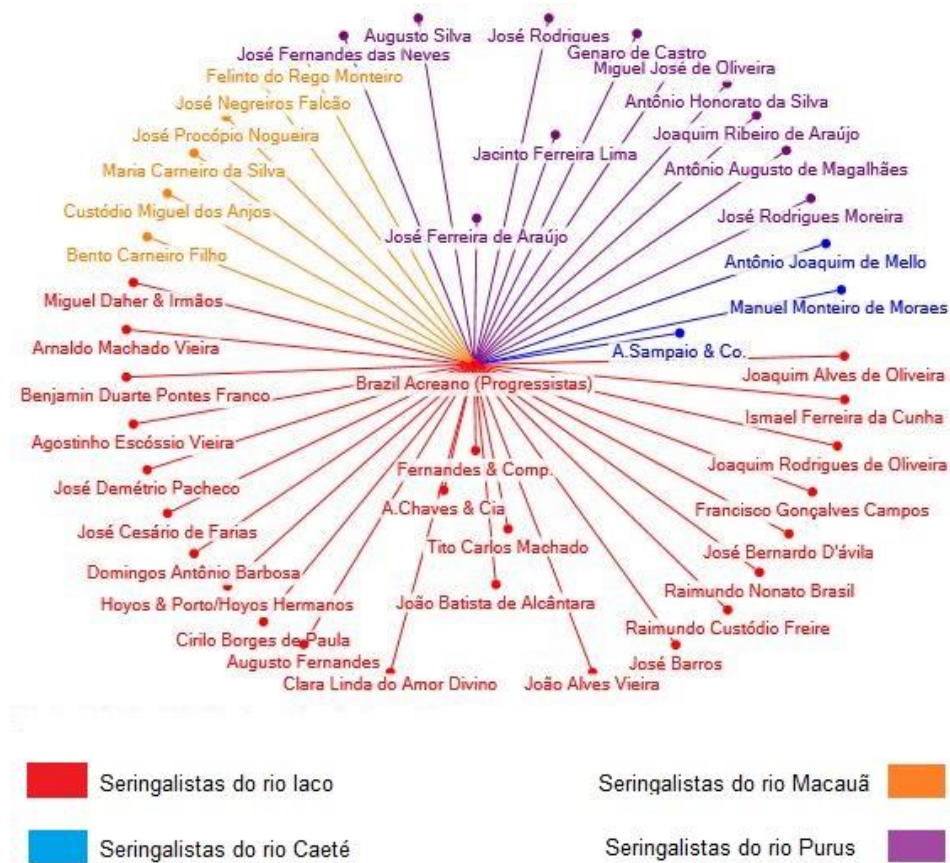 Augusto Silva
José Rodrigues
José Fernandes das Neves
Genaro de Castro
Felinto do Rego Monteiro
Miguel José de Oliveira
José Negreiros Falcão
Antônio Honorato da Silva
José Procópio Nogueira
Joaquim Ribeiro de Araújo
Jacinto Ferreira Lima
Maria Carneiro da Silva
Antônio Augusto de Magalhães
Custódio Miguel dos Anjos
José Rodrigues Moreira
José Ferreira de Araújo
Bento Carneiro Filho
Antônio Joaquim de Mello
Miguel Daher & Irmãos
Manuel Monteiro de Moraes
Arnaldo Machado Vieira
A.Sampaio & Co.
Joaquim Alves de Oliveira
Brazil Acreano (Progressistas)
Benjamin Duarte Pontes Franco
Ismael Ferreira da Cunha
Agostinho Escóssio Vieira
Joaquim Rodrigues de Oliveira
Fernandes & Comp.
José Demétrio Pacheco
A.Chaves & Cia
Francisco Gonçalves Campos
José Cesário de Farias
Tito Carlos Machado
José Bernardo D'ávila
Domingos Antônio Barbosa
Raimundo Nonato Brasil
Hoyos & Porto/Hoyos Hermanos
João Batista de Alcântara
Raimundo Custódio Freire
Cirilo Borges de Paula
Augusto Fernandes
José Barros
Clara Linda do Amor Divino
João Alves Vieira
Seringalistas do rio Iaco
Seringalistas do rio Macauã
Seringalistas do rio Caeté
Seringalistas do rio Purus